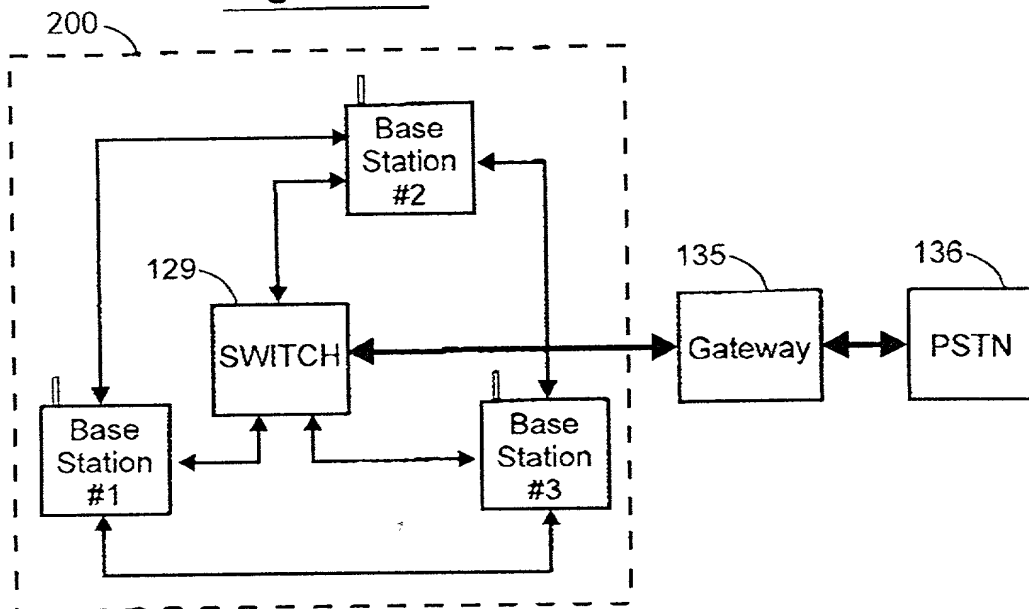 200
Base
Station
#2
129
SWITCH
135
Gateway
136
PSTN
Base
Station
#1
Base
Station
#3